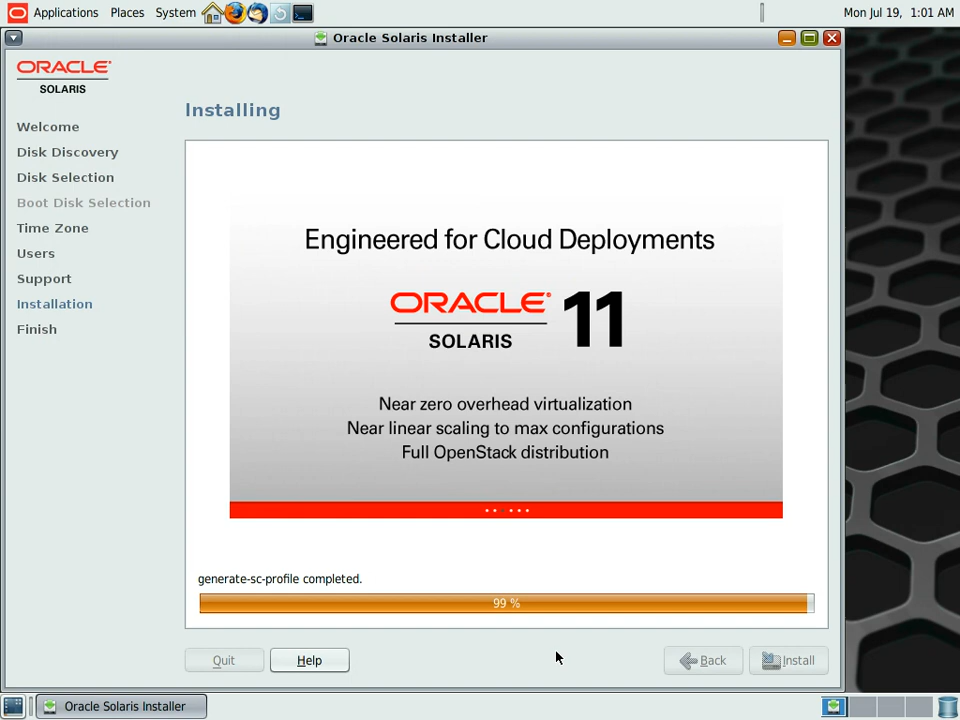 Applications Places System
Mon Jul 19, 1:01 AM
Oracle Solaris Installer
ORACLE
SOLARIS
Installing
Welcome
Disk Discovery
Disk Selection
Boot Disk Selection
Time Zone
Users
Support
Installation
Finish
Engineered for Cloud Deployments
ORACLE 11
SOLARIS
Near zero overhead virtualization
Near linear scaling to max configurations
Full OpenStack distribution
generate-sc-profile completed.
99 %
Quit Help Back Install
Oracle Solaris Installer